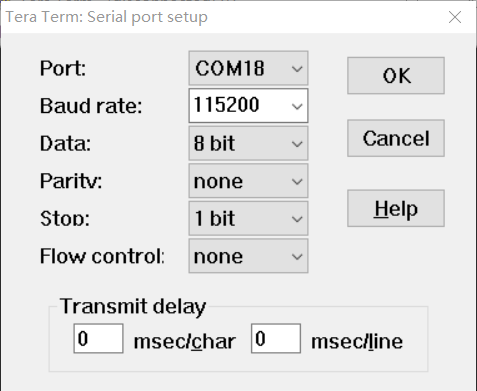 Tera Term: Serial port setup
Port: COM18 OK
Baud rate: 115200
Data: 8 bit Cancel
Parity: none
Stop: 1 bit Help
Flow control: none
Transmit delay
0 msec/char 0 msec/line